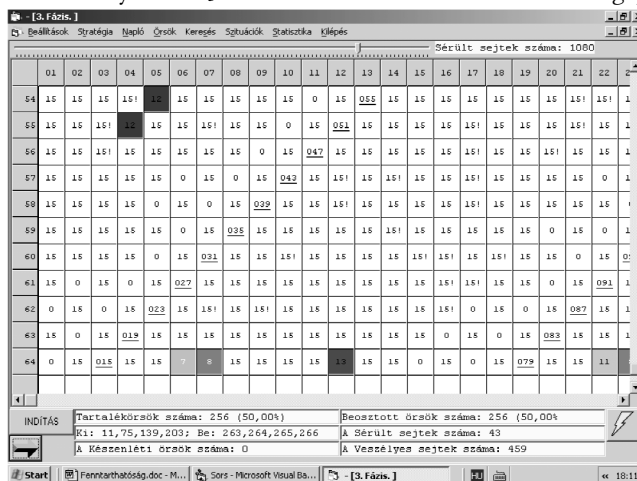 - [3. Fázis. ]
Beállítások Stratégia Napló Őrsök Keresés Szituációk Statisztika Kilépés
Sérült sejtek száma: 1080
01 02 03 04 05 06 07 08 09 10 11 12 13 14 15 16 17 18 19 20 21 22 2
54 15 15 15 15! 12 15 15 15 15 15 0 15 055 15 15 15 15 15 15 15 15! 15! 1
55 15 15 15! 12 15 15 15! 15 15 0 15 051 15 15 15 15 15! 15 15 15 15! 15 1
56 15 15 15! 15 15 15 15 15 0 15 047 15 15 15 15 15 15! 15 15 15! 15 15 1
57 15 15 15 15 15 0 15 0 15 043 15 15! 15 15! 15 15 15! 15 15 15 15 0 1
58 15 15 15 15 0 15 0 15 039 15 15 15! 15 15 15 15 15! 15 15 15 15 15
59 15 15 15 15 15 0 15 035 15 15 15 15 15 15! 15 15 15 15 15 0 15 0 1
60 15 15 15 15 0 15 031 15 15 15! 15 15 15 15 15! 15! 15! 15 15 15 0 15 09
61 15 0 15 0 15 027 15 15 15 15 15 15 15 15 15 15! 15! 15 15 0 15 091 1
62 0 15 0 15 023 15 15! 15 15! 15 15 15 15 15 15 15 15! 15 0 15 087 15 1
63 15 0 15 019 15 15 15 15 15 15 15 15 15 15 15 0 15 0 15 083 15 15 1
64 0 15 015 15 15 7 8 15 15 15 15 13 15 15 0 15 0 15 079 15 15 11
INDÍTÁS Tartalékőrsök száma: 256 (50,00%) Beosztott őrsök száma: 256 (50,00%
Ki: 11,75,139,203; Be: 263,264,265,266 A Sérült sejtek száma: 43
A Készenléti őrsök száma: 0 A Veszélyes sejtek száma: 459
Start Fenntarthatóság.doc - M... Sors - Microsoft Visual Ba... - [3. Fázis. ] HU « 18:11